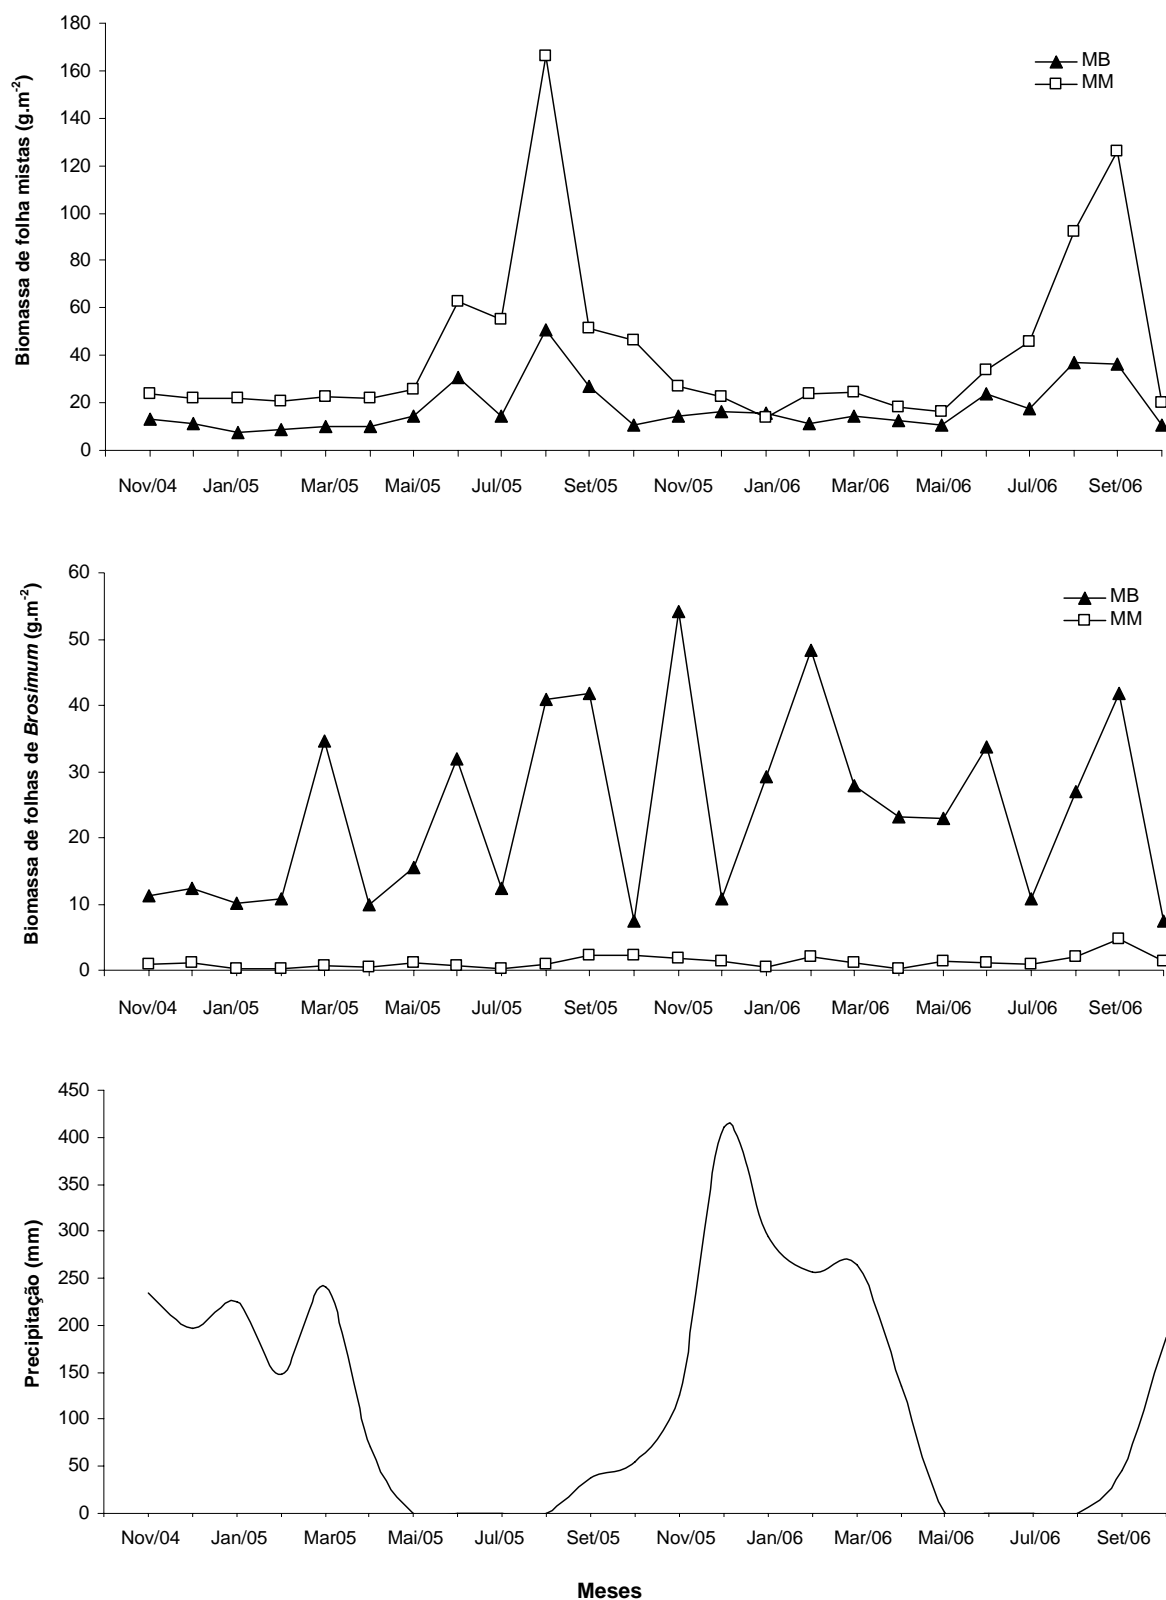 Biomassa de folha mistas (g.m-2)
180
160
140
120
100
80
60
40
20
0
MB
MM
Nov/04 Jan/05 Mar/05 Mai/05 Jul/05 Set/05 Nov/05 Jan/06 Mar/06 Mai/06 Jul/06 Set/06
Biomassa de folhas de Brosimum (g.m-2)
60
50
40
30
20
10
0
MB
MM
Nov/04 Jan/05 Mar/05 Mai/05 Jul/05 Set/05 Nov/05 Jan/06 Mar/06 Mai/06 Jul/06 Set/06
Precipitação (mm)
450
400
350
300
250
200
150
100
50
0
Nov/04 Jan/05 Mar/05 Mai/05 Jul/05 Set/05 Nov/05 Jan/06 Mar/06 Mai/06 Jul/06 Set/06
Meses